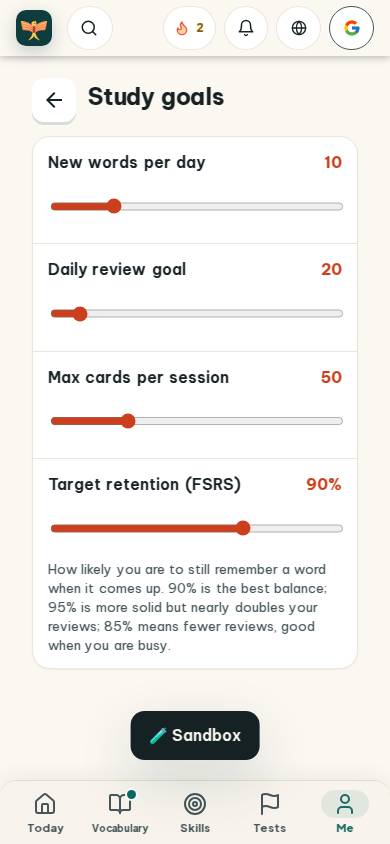 2
Study goals
New words per day 10
Daily review goal 20
Max cards per session 50
Target retention (FSRS) 90%
How likely you are to still remember a word
when it comes up. 90% is the best balance;
95% is more solid but nearly doubles your
reviews; 85% means fewer reviews, good
when you are busy.
Sandbox
Today Vocabulary Skills Tests Me